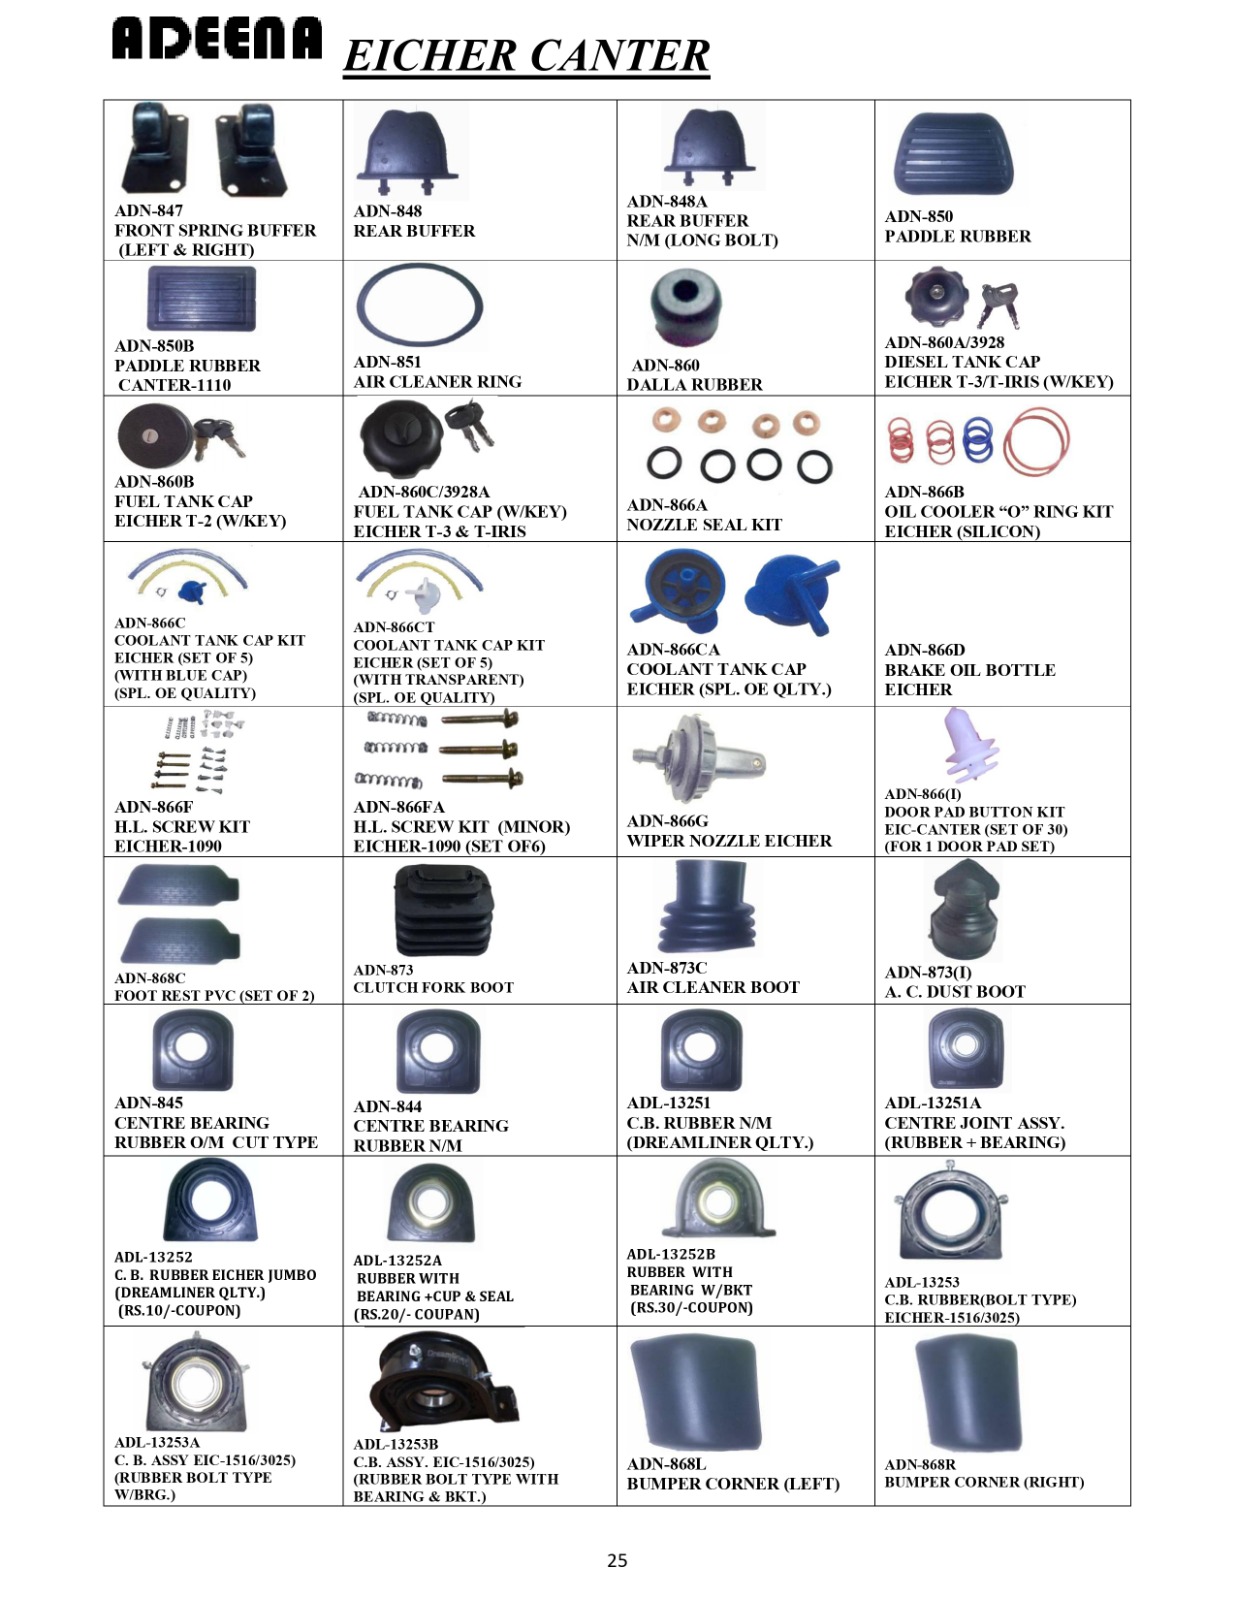 ADEENA EICHER CANTER
ADN-847
FRONT SPRING BUFFER
(LEFT & RIGHT)
ADN-848
REAR BUFFER
ADN-848A
REAR BUFFER
N/M (LONG BOLT)
ADN-850
PADDLE RUBBER
ADN-850B
PADDLE RUBBER
CANTER-1110
ADN-851
AIR CLEANER RING
ADN-860
DALLA RUBBER
ADN-860A/3928
DIESEL TANK CAP
EICHER T-3/T-IRIS (W/KEY)
ADN-860B
FUEL TANK CAP
EICHER T-2 (W/KEY)
ADN-860C/3928A
FUEL TANK CAP (W/KEY)
EICHER T-3 & T-IRIS
ADN-866A
NOZZLE SEAL KIT
ADN-866B
OIL COOLER “O” RING KIT
EICHER (SILICON)
ADN-866C
COOLANT TANK CAP KIT
EICHER (SET OF 5)
(WITH BLUE CAP)
(SPL. OE QUALITY)
ADN-866CT
COOLANT TANK CAP KIT
EICHER (SET OF 5)
(WITH TRANSPARENT)
(SPL. OE QUALITY)
ADN-866CA
COOLANT TANK CAP
EICHER (SPL. OE QLTY.)
ADN-866D
BRAKE OIL BOTTLE
EICHER
ADN-866F
H.L. SCREW KIT
EICHER-1090
ADN-866FA
H.L. SCREW KIT (MINOR)
EICHER-1090 (SET OF6)
ADN-866G
WIPER NOZZLE EICHER
ADN-866(I)
DOOR PAD BUTTON KIT
EIC-CANTER (SET OF 30)
(FOR 1 DOOR PAD SET)
ADN-868C
FOOT REST PVC (SET OF 2)
ADN-873
CLUTCH FORK BOOT
ADN-873C
AIR CLEANER BOOT
ADN-873(I)
A. C. DUST BOOT
ADN-845
CENTRE BEARING
RUBBER O/M CUT TYPE
ADN-844
CENTRE BEARING
RUBBER N/M
ADL-13251
C.B. RUBBER N/M
(DREAMLINER QLTY.)
ADL-13251A
CENTRE JOINT ASSY.
(RUBBER + BEARING)
ADL-13252
C. B. RUBBER EICHER JUMBO
(DREAMLINER QLTY.)
(RS.10/-COUPON)
ADL-13252A
RUBBER WITH
BEARING +CUP & SEAL
(RS.20/- COUPAN)
ADL-13252B
RUBBER WITH
BEARING W/BKT
(RS.30/-COUPON)
ADL-13253
C.B. RUBBER(BOLT TYPE)
EICHER-1516/3025)
ADL-13253A
C. B. ASSY EIC-1516/3025)
(RUBBER BOLT TYPE
W/BRG.)
ADL-13253B
C.B. ASSY. EIC-1516/3025)
(RUBBER BOLT TYPE WITH
BEARING & BKT.)
ADN-868L
BUMPER CORNER (LEFT)
ADN-868R
BUMPER CORNER (RIGHT)
25